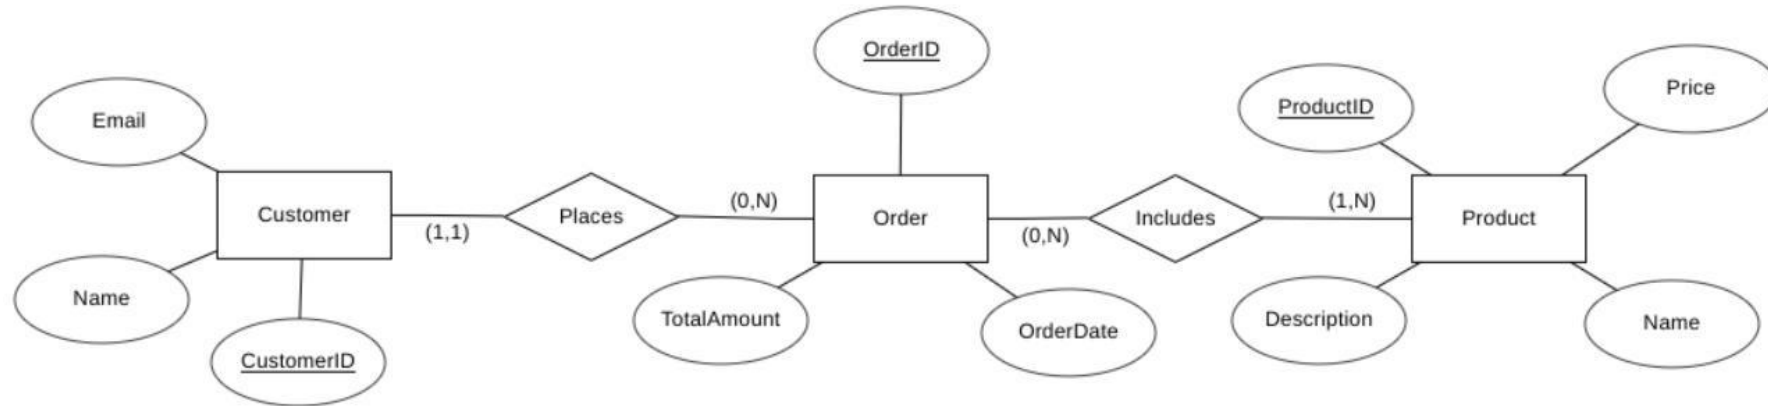 OrderID
Email
ProductID
Price
Customer
(1,1)
Places
(0,N)
Order
(0,N)
Includes
(1,N)
Product
Name
CustomerID
TotalAmount
OrderDate
Description
Name